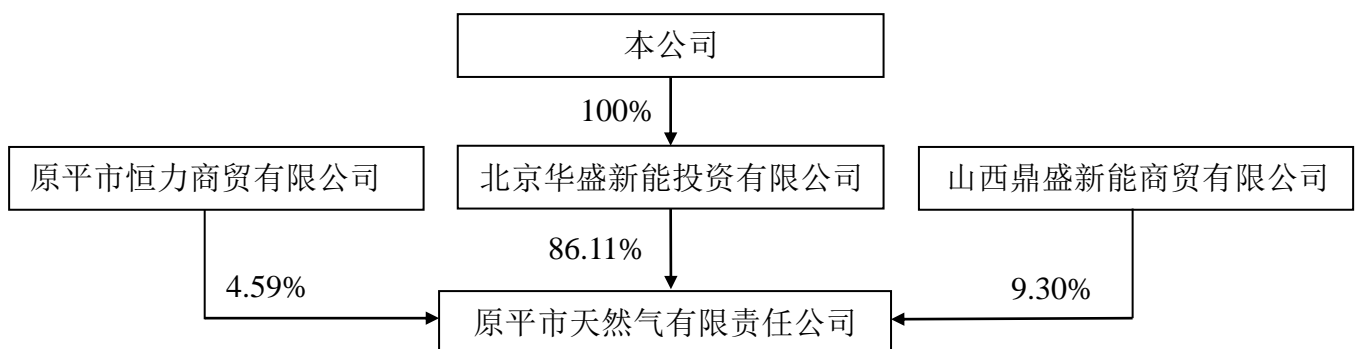 本公司
100%
原平市恒力商贸有限公司
北京华盛新能投资有限公司
山西鼎盛新能商贸有限公司
86.11%
4.59%
9.30%
原平市天然气有限责任公司